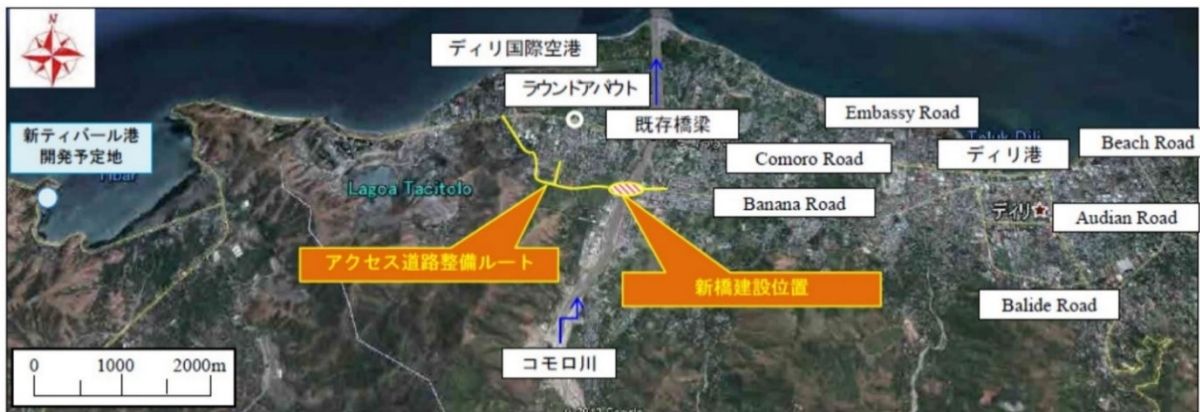 N
ディリ国際空港
ラウンドアバウト
既存橋梁
Embassy Road
Teluk Dili
Beach Road
新ティバール港
開発予定地
Tibar
Comoro Road
ディリ港
Lagoa Tacitolo
Banana Road
ディリ
Audian Road
アクセス道路整備ルート
新橋建設位置
Balide Road
コモロ川
0 1000 2000m